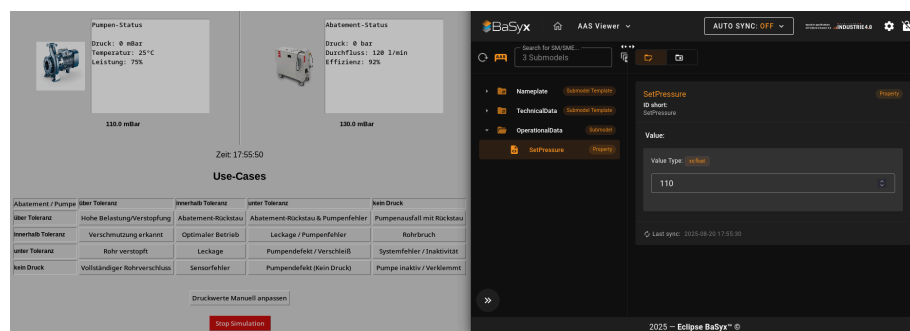 Pumpen-Status
Druck: 0 mBar
Temperatur: 25°C
Leistung: 75%
110.0 mBar
Abatement-Status
Druck: 0 bar
Durchfluss: 120 l/min
Effizienz: 92%
130.0 mBar
Zeit: 17:55:50
Use-Cases
Abatement / Pumpe über Toleranz innerhalb Toleranz unter Toleranz kein Druck
über Toleranz Hohe Belastung/Verstopfung Abatement-Rückstau Abatement-Rückstau & Pumpenfehler Pumpenausfall mit Rückstau
innerhalb Toleranz Verschmutzung erkannt Optimaler Betrieb Leckage / Pumpenfehler Rohrbruch
unter Toleranz Rohr verstopft Leckage Pumpendefekt / Verschleiß Systemfehler / Inaktivität
kein Druck Vollständiger Rohrverschluss Sensorfehler Pumpendefekt (Kein Druck) Pumpe inaktiv / Verklemmt
Druckwerte Manuell anpassen
Stop Simulation
BaSyx AAS Viewer AUTO SYNC: OFF INDUSTRIE4.0
Search for SM/SME...
3 Submodels
Nameplate Submodel Template
TechnicalData Submodel Template
OperationalData Submodel
SetPressure Property
SetPressure Property
ID short:
SetPressure
Value:
Value Type: xs:float
110
Last sync: 2025-08-20 17:55:30
2025 — Eclipse BaSyx™ ©